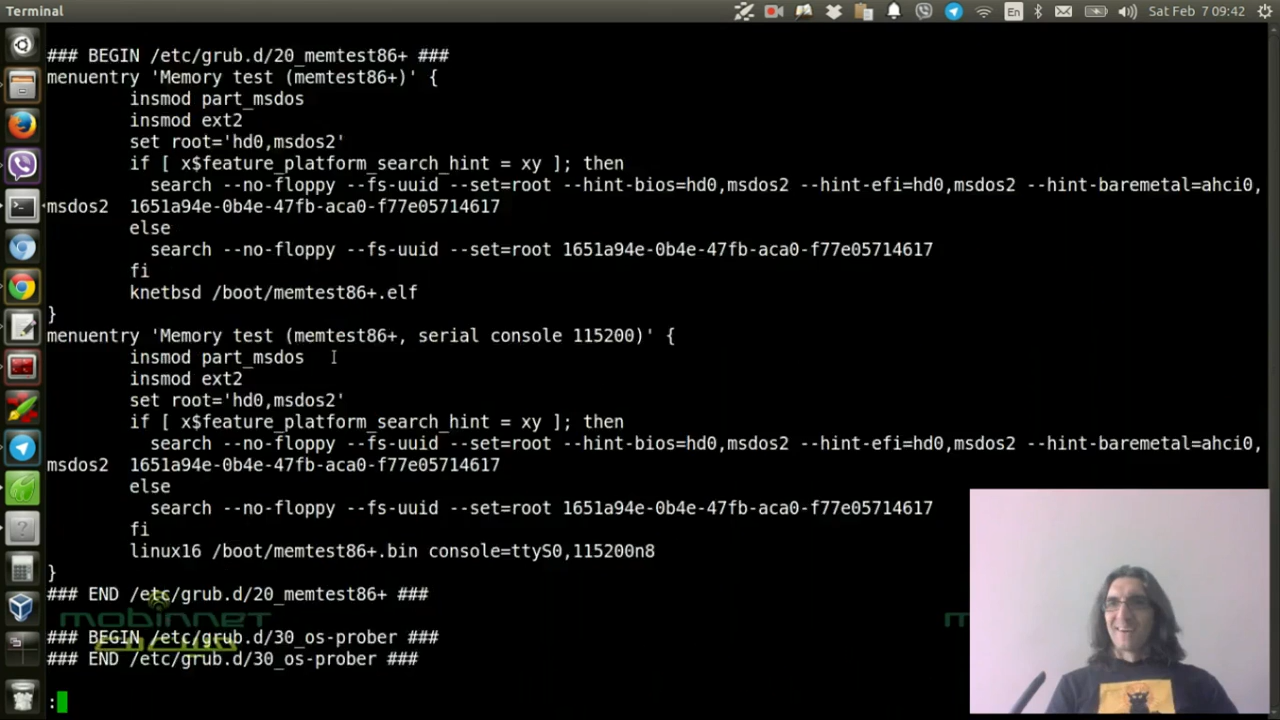 Terminal
En
Sat Feb 7 09:42
### BEGIN /etc/grub.d/20_memtest86+ ###
menuentry 'Memory test (memtest86+)' {
insmod part_msdos
insmod ext2
set root='hd0,msdos2'
if [ x$feature_platform_search_hint = xy ]; then
search --no-floppy --fs-uuid --set=root --hint-bios=hd0,msdos2 --hint-efi=hd0,msdos2 --hint-baremetal=ahci0,
msdos2  1651a94e-0b4e-47fb-aca0-f77e05714617
else
search --no-floppy --fs-uuid --set=root 1651a94e-0b4e-47fb-aca0-f77e05714617
fi
knetbsd /boot/memtest86+.elf
}
menuentry 'Memory test (memtest86+, serial console 115200)' {
insmod part_msdos
insmod ext2
set root='hd0,msdos2'
if [ x$feature_platform_search_hint = xy ]; then
search --no-floppy --fs-uuid --set=root --hint-bios=hd0,msdos2 --hint-efi=hd0,msdos2 --hint-baremetal=ahci0,
msdos2  1651a94e-0b4e-47fb-aca0-f77e05714617
else
search --no-floppy --fs-uuid --set=root 1651a94e-0b4e-47fb-aca0-f77e05714617
fi
linux16 /boot/memtest86+.bin console=ttyS0,115200n8
}
### END /etc/grub.d/20_memtest86+ ###
mobinnet
### BEGIN /etc/grub.d/30_os-prober ###
### END /etc/grub.d/30_os-prober ###
: